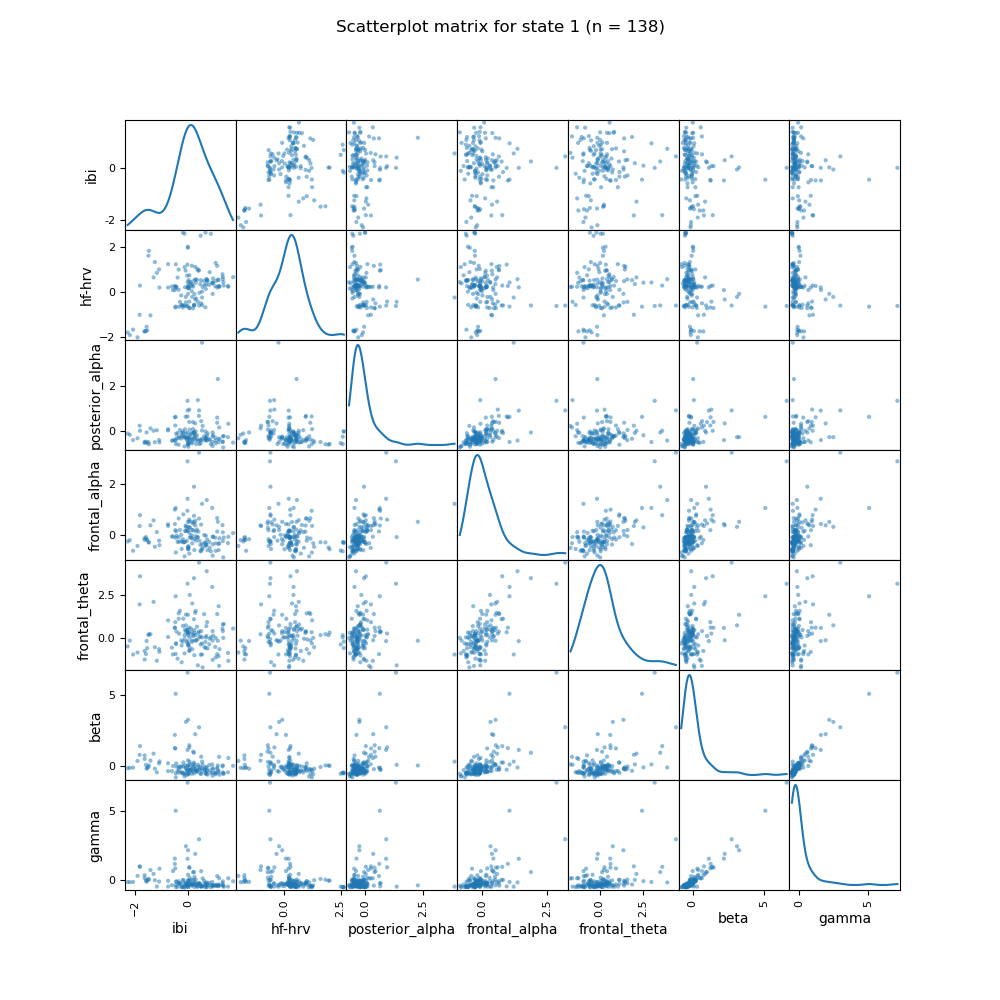 Scatterplot matrix for state 1 (n = 138)
ibi
0
-2
hf-hrv
2
0
−2
posterior_alpha
2
0
frontal_alpha
2
0
frontal_theta
2.5
0.0
beta
5
0
gamma
5
0
−2 0 0.0 2.5 0.0 2.5 0.0 2.5 0.0 2.5 0 5 0 5
ibi hf-hrv posterior_alpha frontal_alpha frontal_theta beta gamma